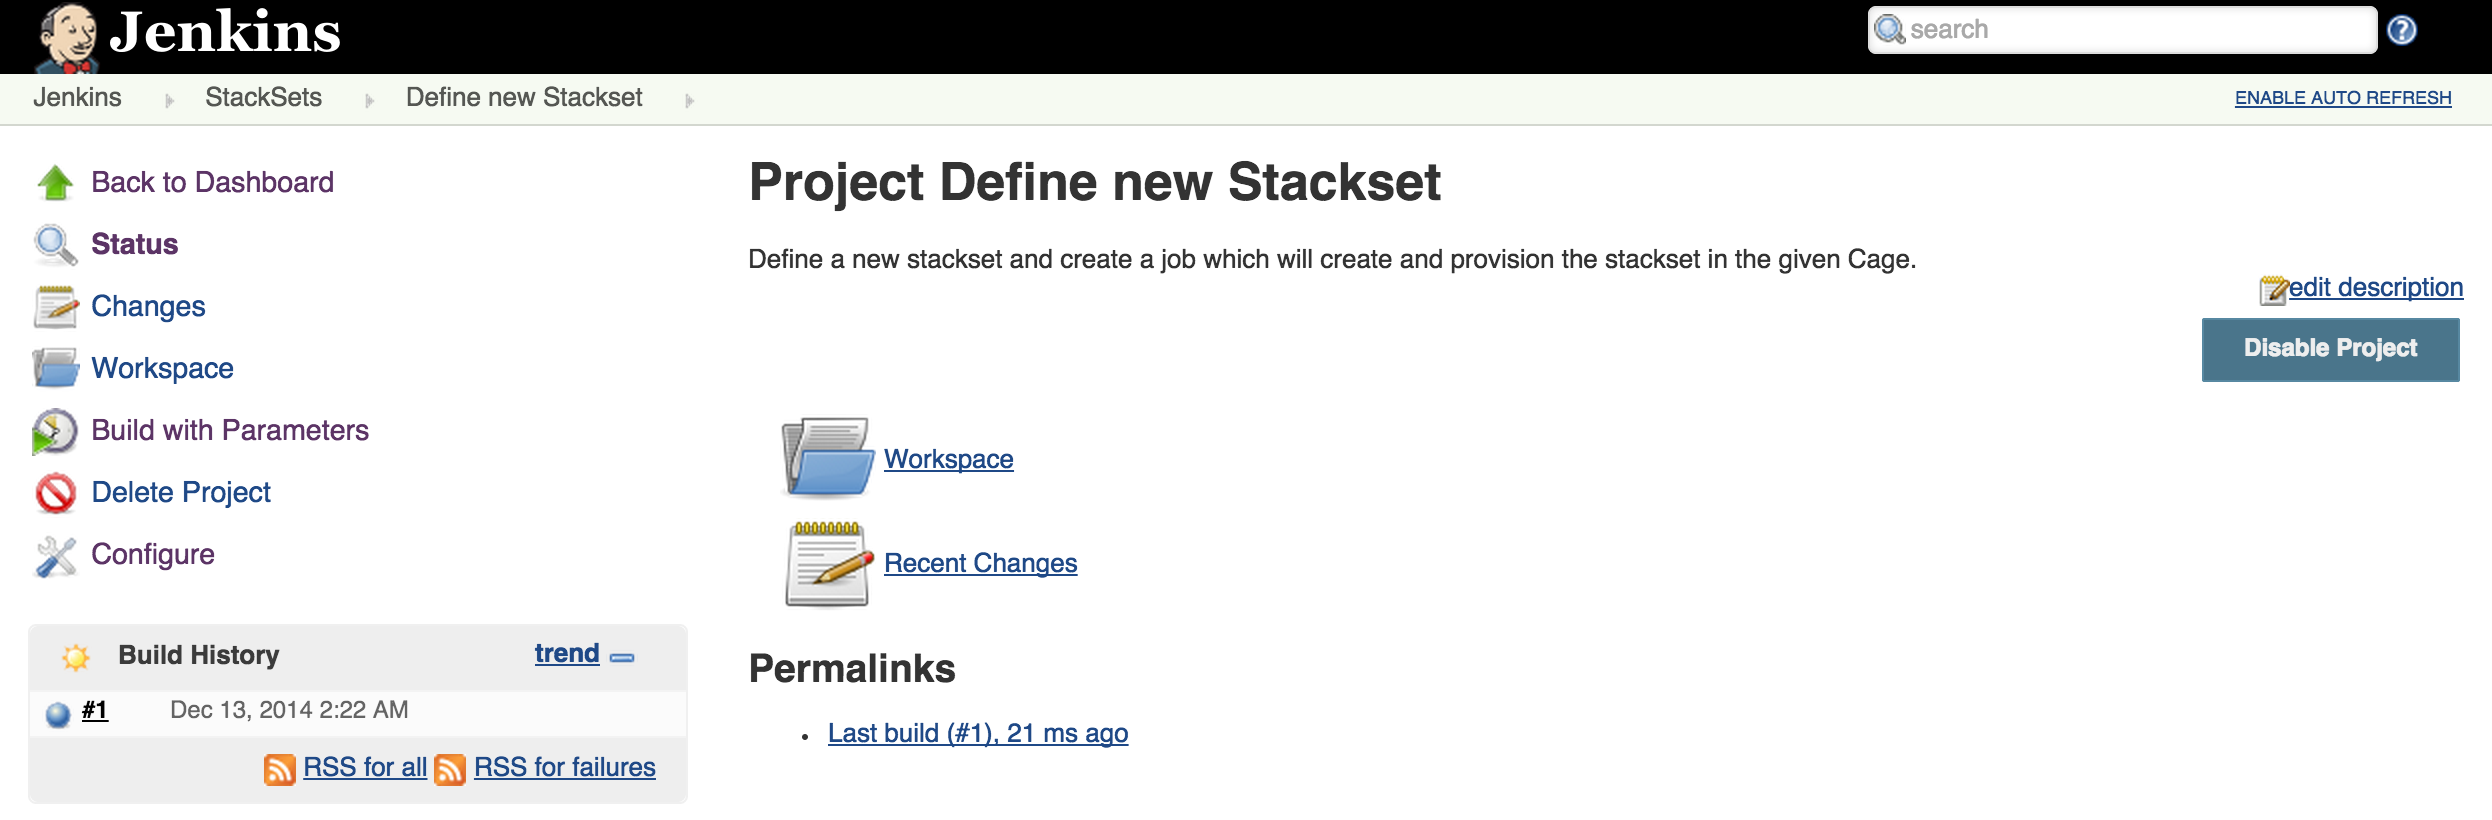 Jenkins
search
Jenkins StackSets Define new Stackset
ENABLE AUTO REFRESH
Back to Dashboard
Status
Changes
Workspace
Build with Parameters
Delete Project
Configure
Build History trend
#1 Dec 13, 2014 2:22 AM
RSS for all RSS for failures
Project Define new Stackset
Define a new stackset and create a job which will create and provision the stackset in the given Cage.
edit description
Disable Project
Workspace
Recent Changes
Permalinks
Last build (#1), 21 ms ago